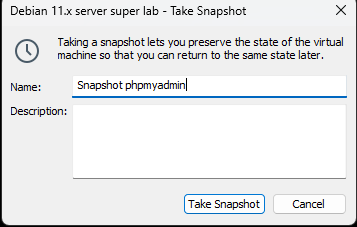 Debian 11.x server super lab - Take Snapshot
Taking a snapshot lets you preserve the state of the virtual
machine so that you can return to the same state later.
Name: Snapshot phpmyadmin
Description:
Take Snapshot Cancel